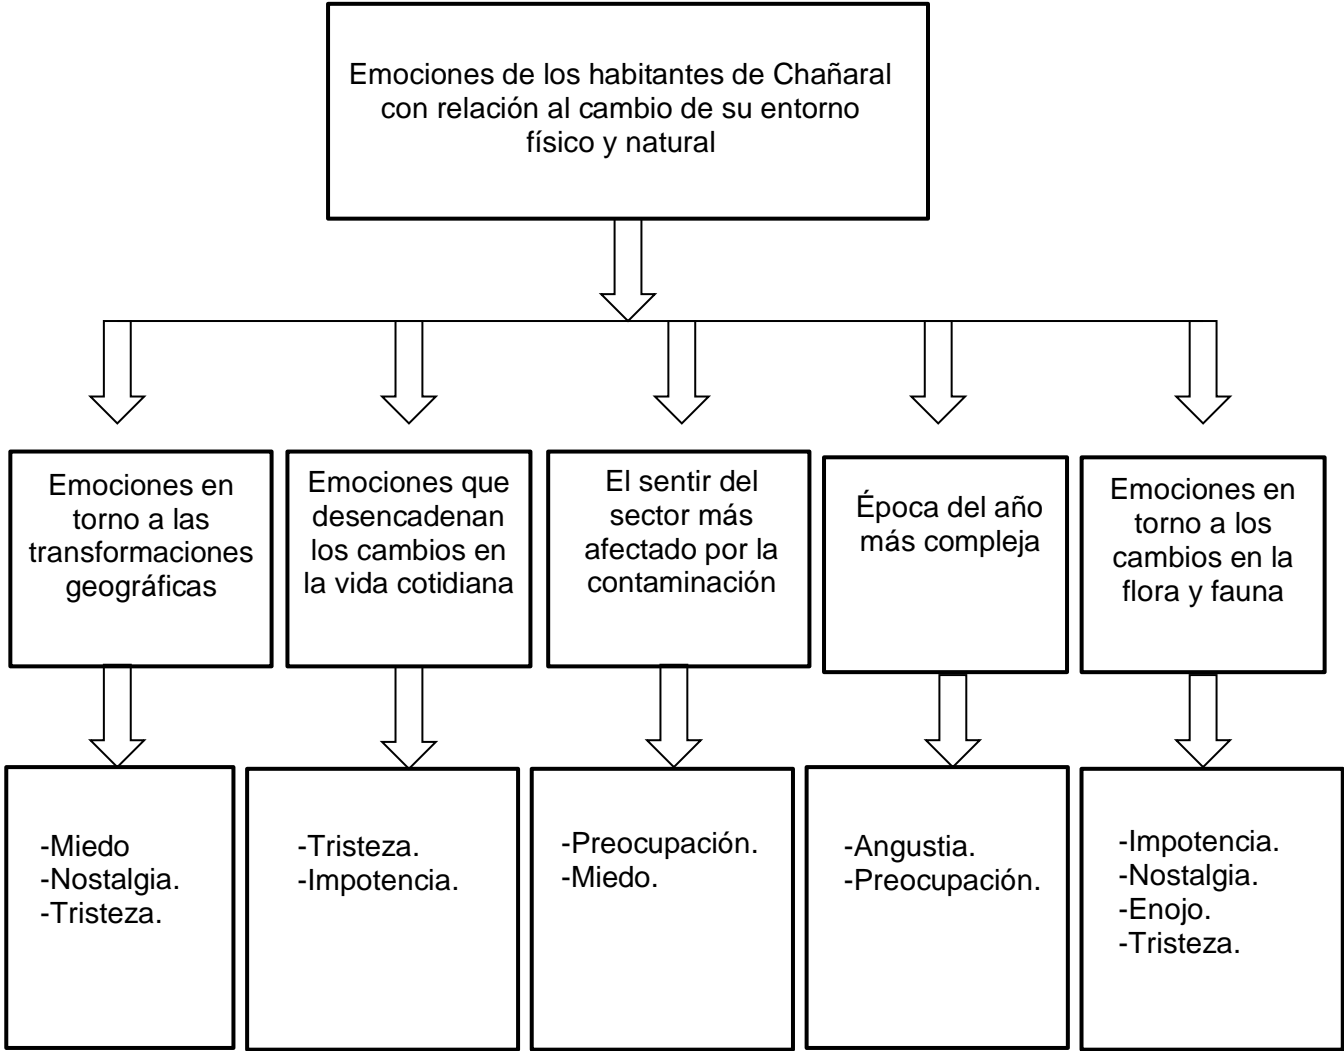 Emociones de los habitantes de Chañaral
con relación al cambio de su entorno
físico y natural
Emociones en
torno a las
transformaciones
geográficas
Emociones que
desencadenan
los cambios en
la vida cotidiana
El sentir del
sector más
afectado por la
contaminación
Época del año
más compleja
Emociones en
torno a los
cambios en la
flora y fauna
-Miedo
-Nostalgia.
-Tristeza.
-Tristeza.
-Impotencia.
-Preocupación.
-Miedo.
-Angustia.
-Preocupación.
-Impotencia.
-Nostalgia.
-Enojo.
-Tristeza.